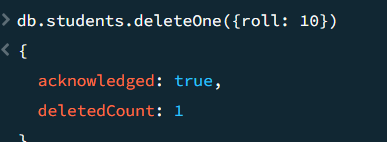 > db.students.deleteOne({roll: 10})
< {
acknowledged: true,
deletedCount: 1
}